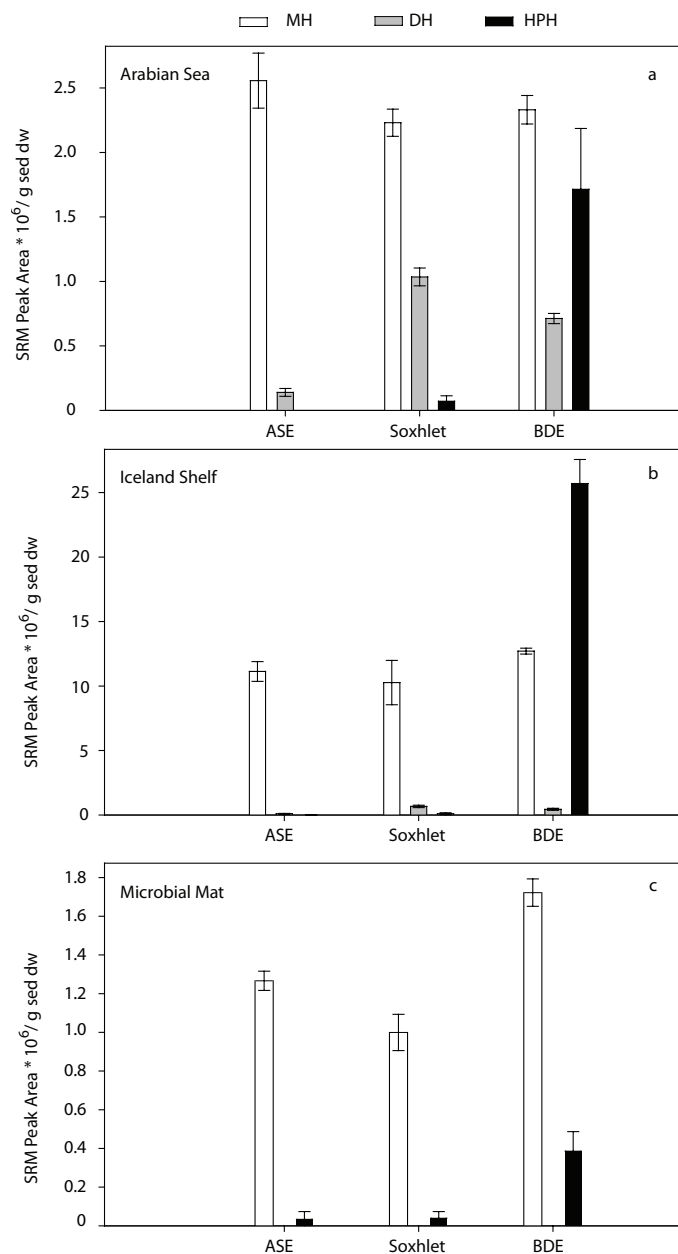 MH DH HPH
Arabian Sea a
SRM Peak Area * 10⁶/ g sed dw
2.5
2.0
1.5
1.0
0.5
0
ASE Soxhlet BDE
Iceland Shelf b
SRM Peak Area * 10⁶/ g sed dw
25
20
15
10
5
0
ASE Soxhlet BDE
Microbial Mat c
SRM Peak Area * 10⁶/ g sed dw
1.8
1.6
1.4
1.2
1.0
0.8
0.6
0.4
0.2
0
ASE Soxhlet BDE